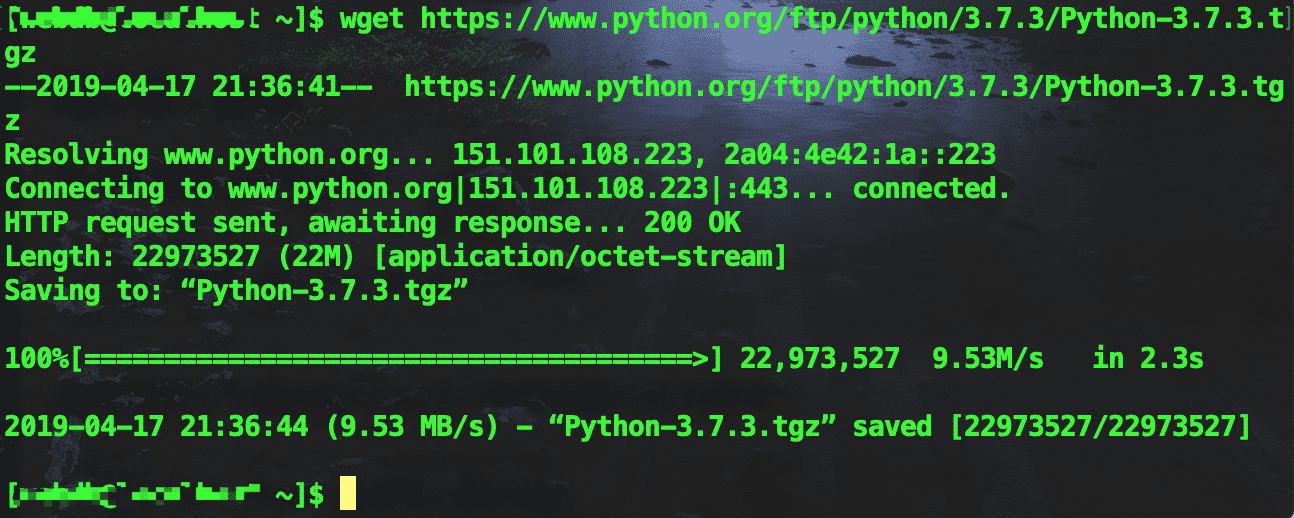 ~]$ wget https://www.python.org/ftp/python/3.7.3/Python-3.7.3.t
gz
--2019-04-17 21:36:41--  https://www.python.org/ftp/python/3.7.3/Python-3.7.3.tg
z
Resolving www.python.org... 151.101.108.223, 2a04:4e42:1a::223
Connecting to www.python.org|151.101.108.223|:443... connected.
HTTP request sent, awaiting response... 200 OK
Length: 22973527 (22M) [application/octet-stream]
Saving to: “Python-3.7.3.tgz”
100%[======================================>] 22,973,527  9.53M/s   in 2.3s
2019-04-17 21:36:44 (9.53 MB/s) - “Python-3.7.3.tgz” saved [22973527/22973527]
~]$